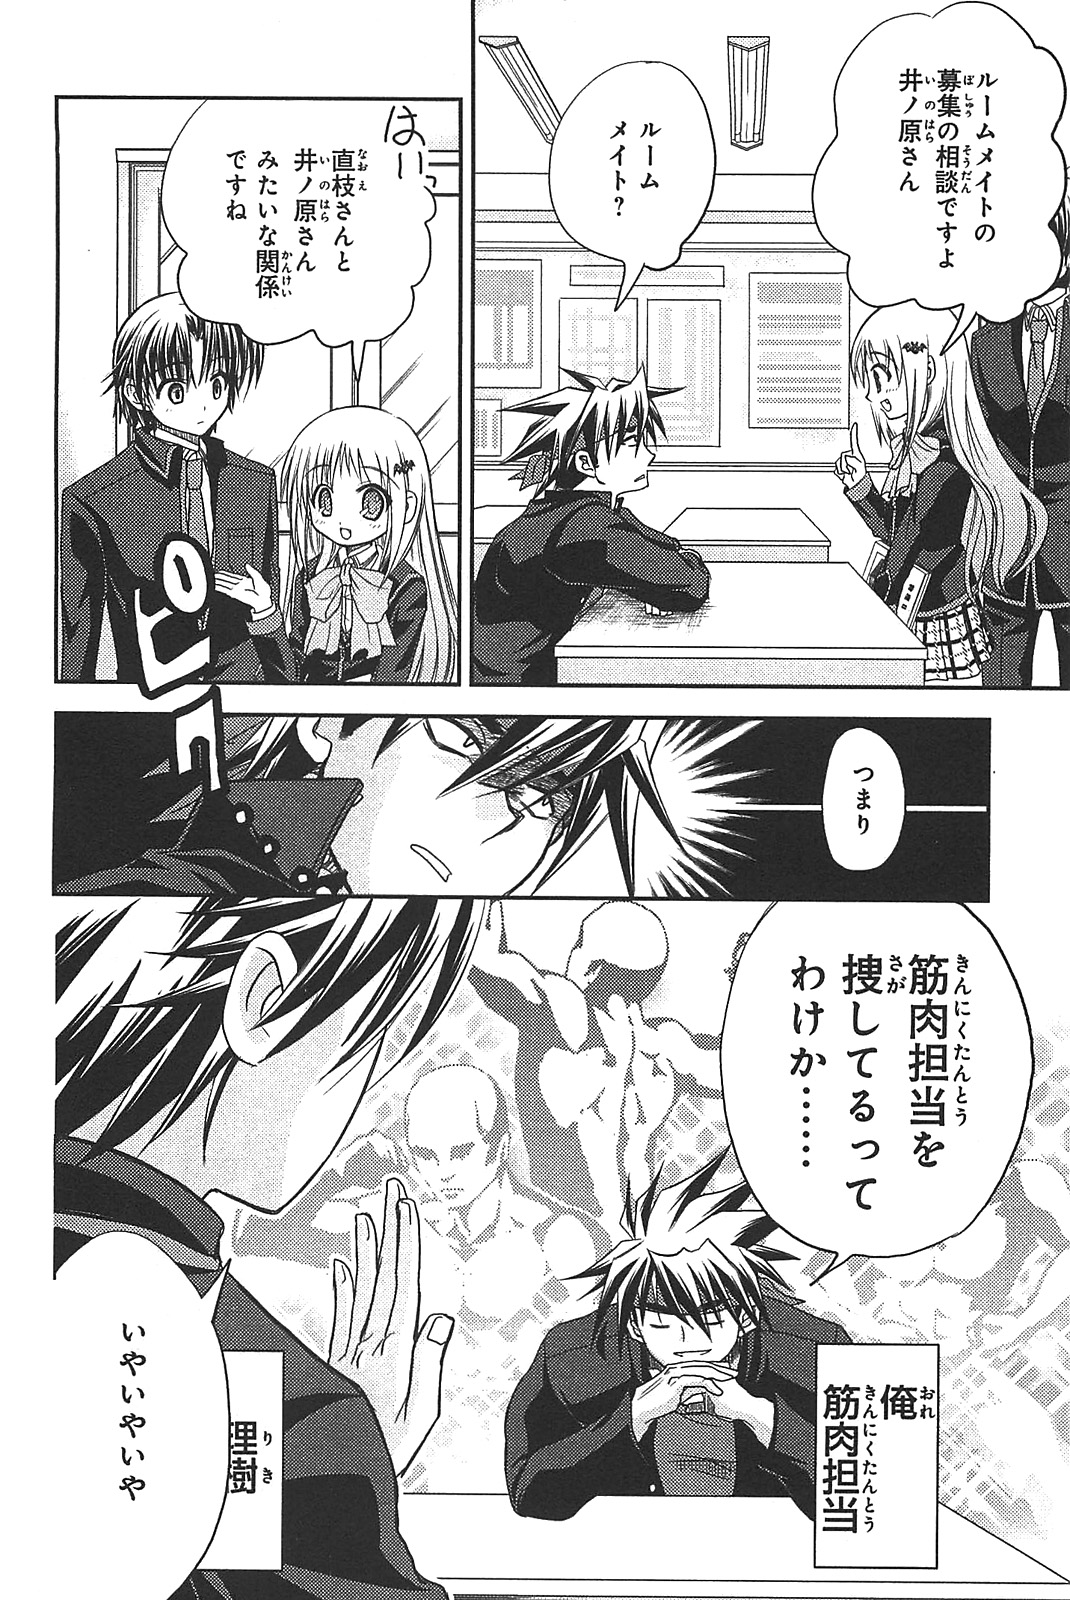 ルームメイトの
募集の相談ですよ
井ノ原さん
ルーム
メイト?
はいっ
直枝さんと
井ノ原さん
みたいな関係
ですね
ピクッ
つまり
筋肉担当を
捜してるって
わけか……
俺
筋肉担当
理樹
いやいやいや